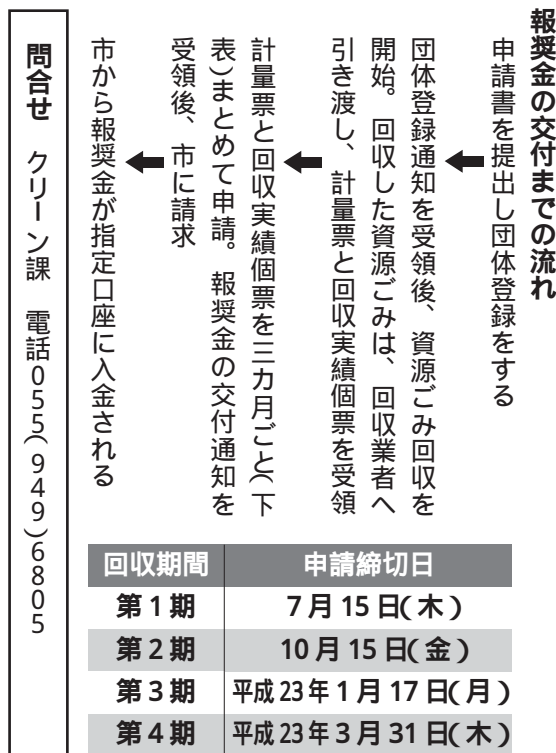 報奨金の交付までの流れ
申請書を提出し団体登録をする
団体登録通知を受領後、資源ごみ回収を
開始。回収した資源ごみは、回収業者へ
引き渡し、計量票と回収実績個票を受領
計量票と回収実績個票を三カ月ごと(下
表)まとめて申請。報奨金の交付通知を
受領後、市に請求
市から報奨金が指定口座に入金される
回収期間 申請締切日
第1期 7月15日(木)
第2期 10月15日(金)
第3期 平成23年1月17日(月)
第4期 平成23年3月31日(木)
問合せ クリーン課 電話055(949)6805